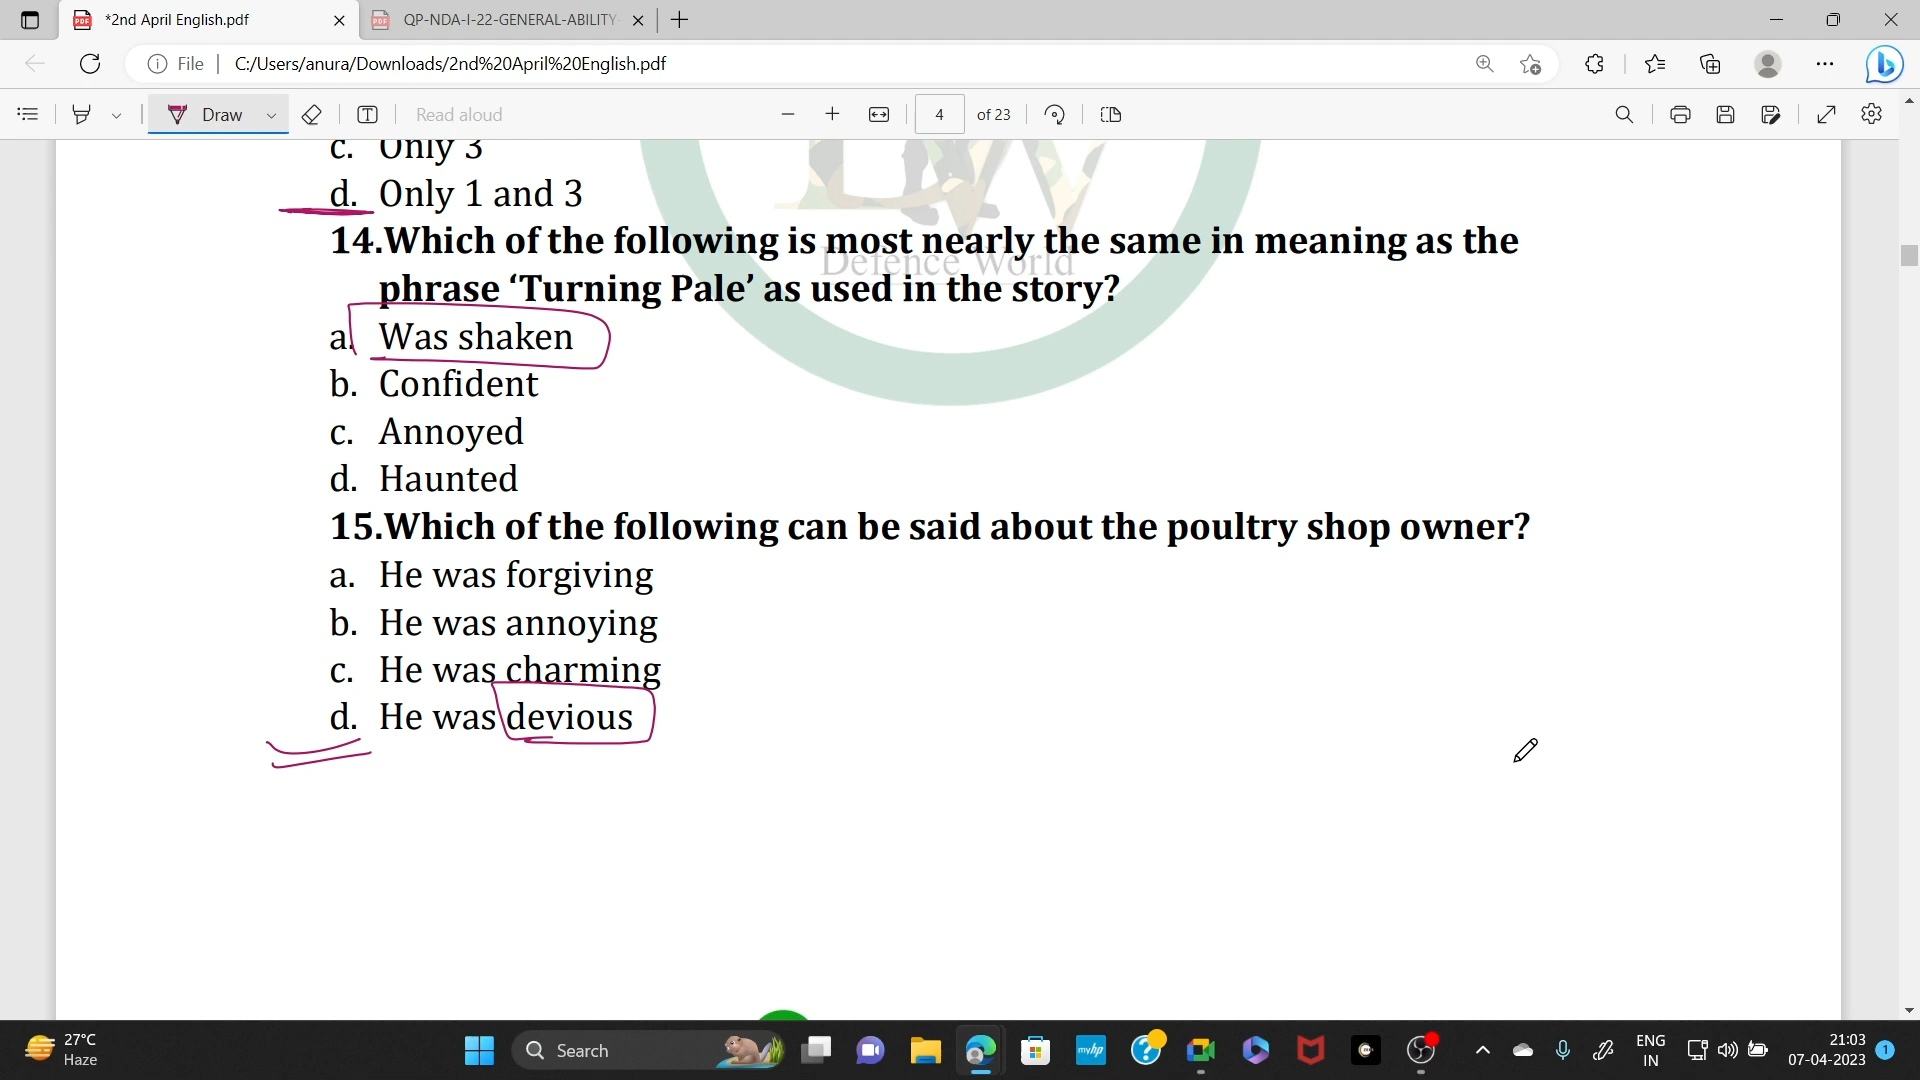 *2nd April English.pdf
QP-NDA-I-22-GENERAL-ABILITY-
File
C:/Users/anura/Downloads/2nd%20April%20English.pdf
Draw
Read aloud
4
of 23
c. Only 3
d. Only 1 and 3
14.Which of the following is most nearly the same in meaning as the
Defence World
phrase ‘Turning Pale’ as used in the story?
a. Was shaken
b. Confident
c. Annoyed
d. Haunted
15.Which of the following can be said about the poultry shop owner?
a. He was forgiving
b. He was annoying
c. He was charming
d. He was devious
27°C
Haze
Search
myhp
ENG
IN
21:03
07-04-2023
1